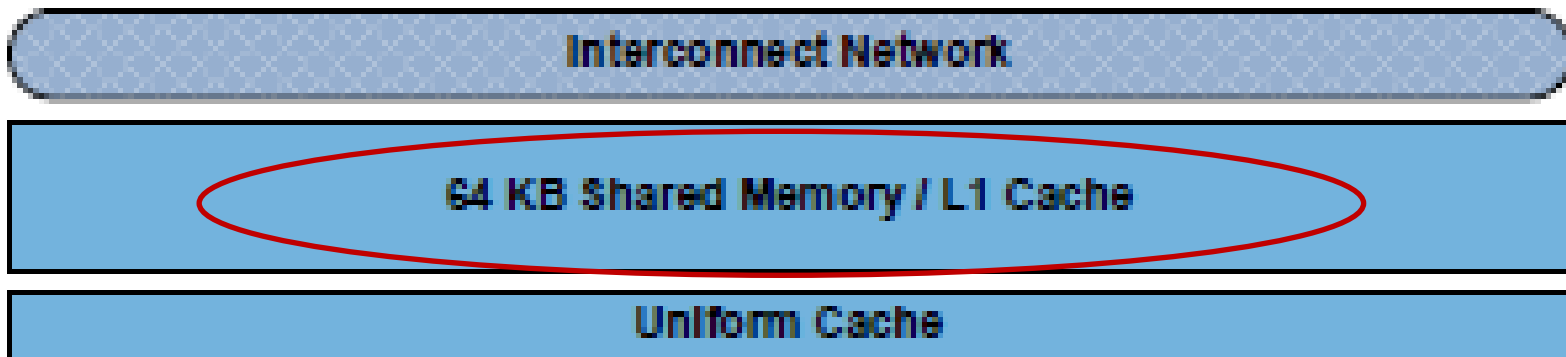 Interconnect Network
64 KB Shared Memory / L1 Cache
Uniform Cache